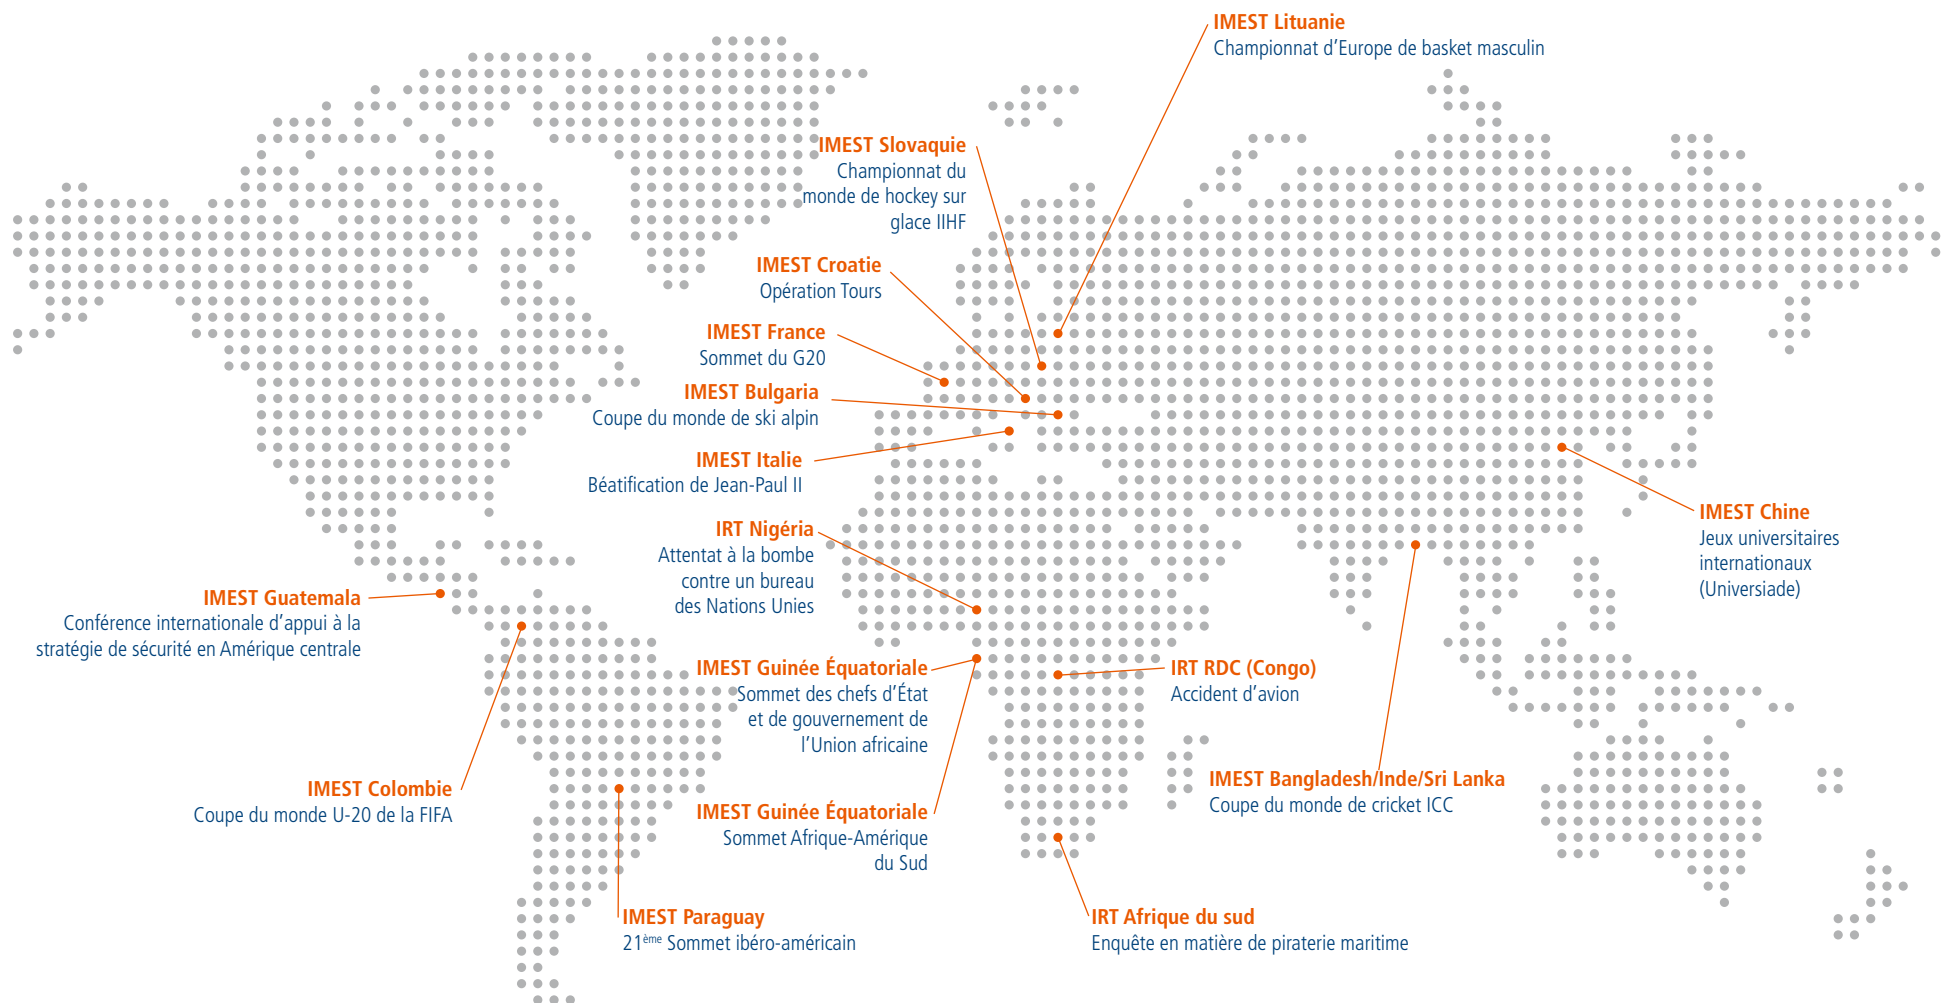 IMEST Lituanie
Championnat d'Europe de basket masculin
IMEST Slovaquie
Championnat du
monde de hockey sur
glace IIHF
IMEST Croatie
Opération Tours
IMEST France
Sommet du G20
IMEST Bulgaria
Coupe du monde de ski alpin
IMEST Italie
Béatification de Jean-Paul II
IRT Nigéria
Attentat à la bombe
contre un bureau
des Nations Unies
IMEST Chine
Jeux universitaires
internationaux
(Universiade)
IMEST Guatemala
Conférence internationale d'appui à la
stratégie de sécurité en Amérique centrale
IMEST Guinée Équatoriale
Sommet des chefs d'État
et de gouvernement de
l'Union africaine
IRT RDC (Congo)
Accident d'avion
IMEST Colombie
Coupe du monde U-20 de la FIFA
IMEST Guinée Équatoriale
Sommet Afrique-Amérique
du Sud
IMEST Bangladesh/Inde/Sri Lanka
Coupe du monde de cricket ICC
IMEST Paraguay
21ème Sommet ibéro-américain
IRT Afrique du sud
Enquête en matière de piraterie maritime